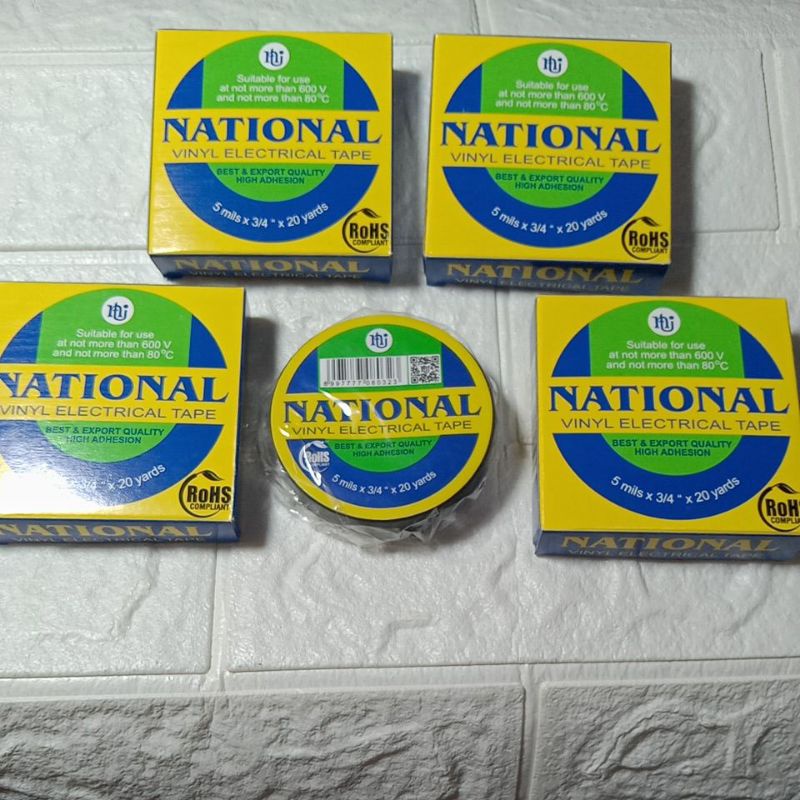 Suitable for use
at not more than 600 V
and not more than 80°C
NATIONAL
VINYL ELECTRICAL TAPE
BEST & EXPORT QUALITY
HIGH ADHESION
5 mils x 3/4 " x 20 yards
RoHS
COMPLIANT
NATIONAL
VINYL ELECTRICAL TAPE
Suitable for use
at not more than 600 V
and not more than 80°C
NATIONAL
VINYL ELECTRICAL TAPE
BEST & EXPORT QUALITY
HIGH ADHESION
5 mils x 3/4 " x 20 yards
RoHS
COMPLIANT
NATIONAL
VINYL ELECTRICAL TAPE
Suitable for use
at not more than 600 V
and not more than 80°C
NATIONAL
VINYL ELECTRICAL TAPE
BEST & EXPORT QUALITY
HIGH ADHESION
3/4 " x 20 yards
RoHS
COMPLIANT
NATIONAL
VINYL ELECTRICAL TAPE
8997777080323
NATIONAL
VINYL ELECTRICAL TAPE
BEST & EXPORT QUALITY
HIGH ADHESION
RoHS
COMPLIANT
5 mils x 3/4 " x 20 yards
Suitable for use
at not more than 600 V
and not more than 80°C
NATIONAL
VINYL ELECTRICAL TAPE
BEST & EXPORT QUALITY
HIGH ADHESION
5 mils x 3/4 " x 20 yards
RoHS
COMPLIANT
NATIONAL
VINYL ELECTRICAL TAPE